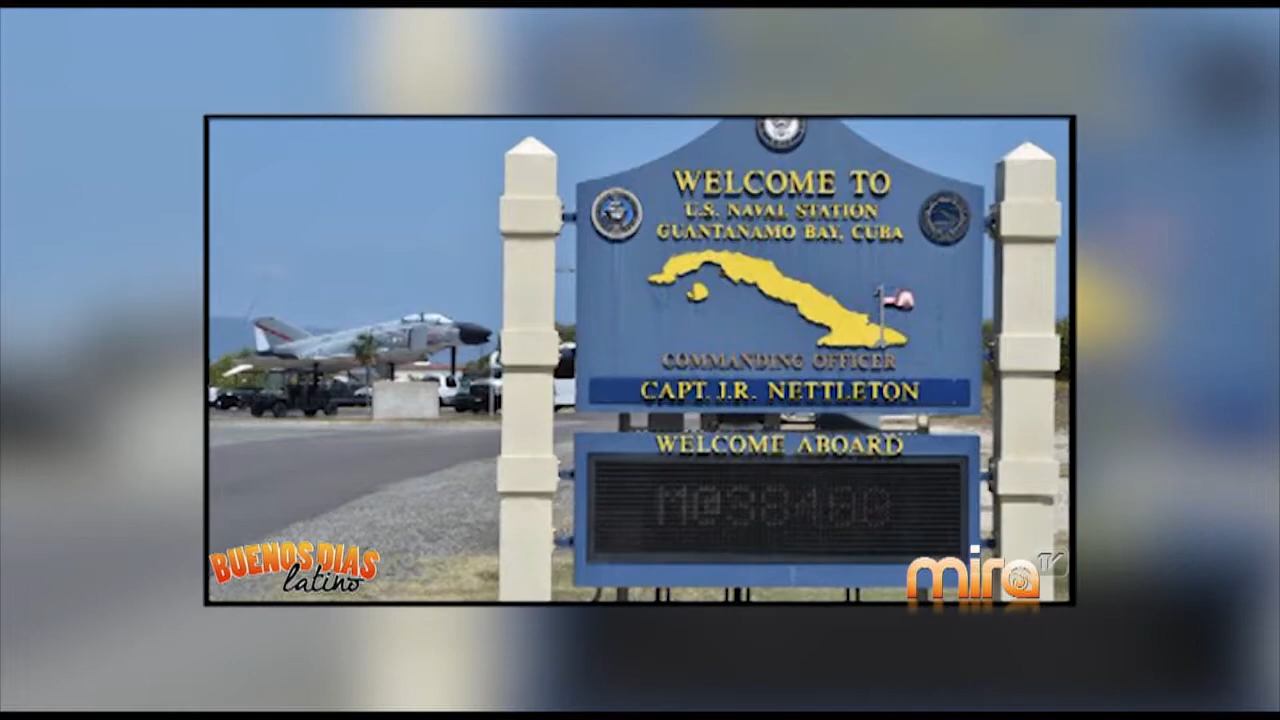 WELCOME TO
U.S. NAVAL STATION
GUANTANAMO BAY, CUBA
COMMANDING OFFICER
CAPT. J.R. NETTLETON
WELCOME ABOARD
BUENOS DIAS
latino
mira TV